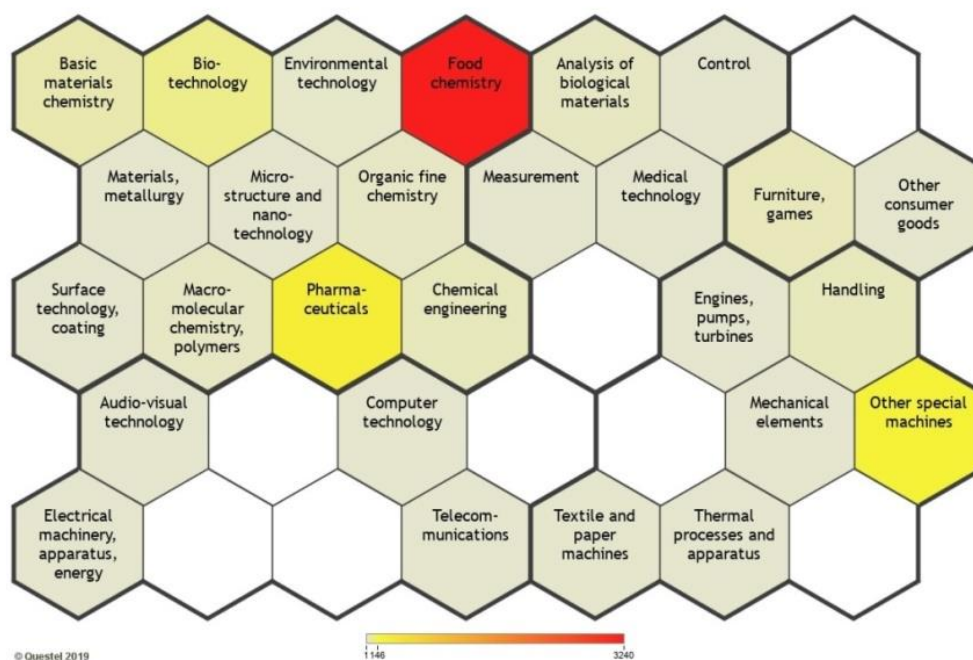 Basic
materials
chemistry
Bio-
technology
Environmental
technology
Food
chemistry
Analysis of
biological
materials
Control
Materials,
metallurgy
Micro-
structure and
nano-
technology
Organic fine
chemistry
Measurement
Medical
technology
Furniture,
games
Other
consumer
goods
Surface
technology,
coating
Macro-
molecular
chemistry,
polymers
Pharma-
ceuticals
Chemical
engineering
Engines,
pumps,
turbines
Handling
Audio-visual
technology
Computer
technology
Mechanical
elements
Other special
machines
Electrical
machinery,
apparatus,
energy
Telecom-
munications
Textile and
paper
machines
Thermal
processes and
apparatus
© Questel 2019
1 146 3240